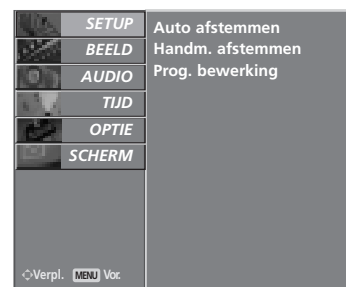 SETUP
BEELD
AUDIO
TIJD
OPTIE
SCHERM
Auto afstemmen
Handm. afstemmen
Prog. bewerking
Verpl. MENU Vor.